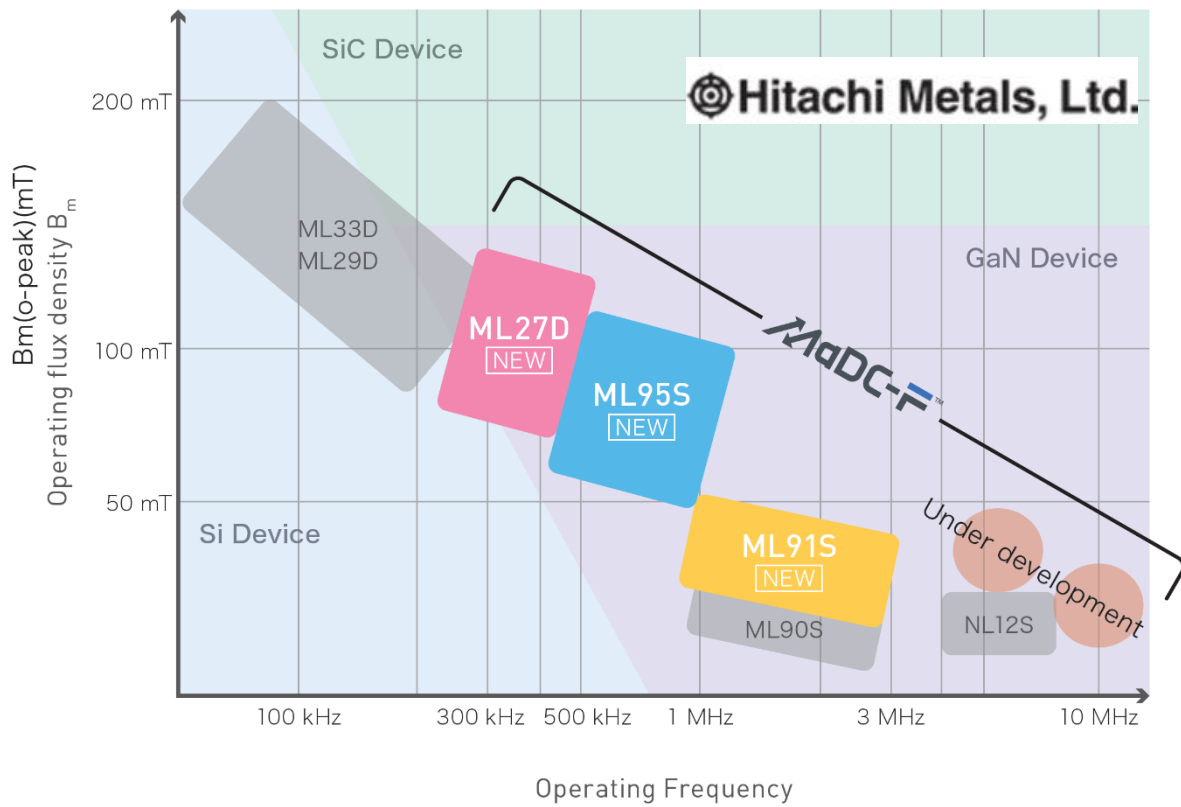 SiC Device
Hitachi Metals, Ltd.
200 mT
ML33D
ML29D
GaN Device
ML27D
NEW
MaDC-F™
100 mT
ML95S
NEW
Bm(o-peak)(mT)
Operating flux density Bm
50 mT
Si Device
Under development
ML91S
NEW
ML90S
NL12S
100 kHz
300 kHz
500 kHz
1 MHz
3 MHz
10 MHz
Operating Frequency